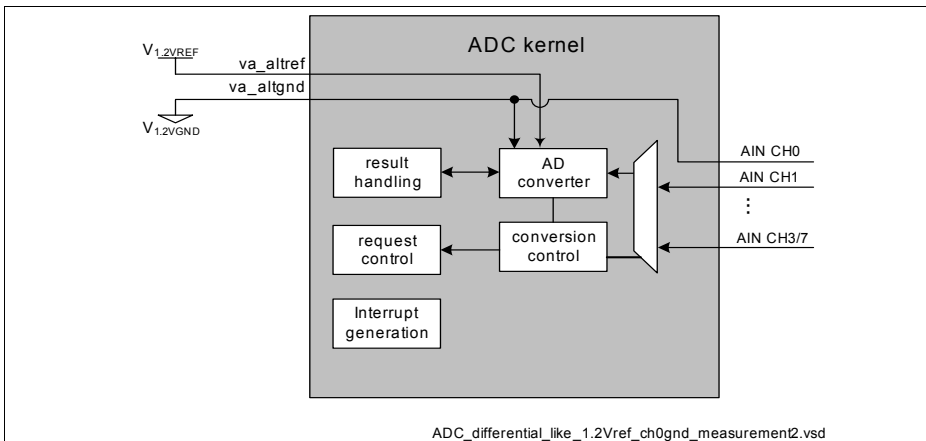 ADC kernel
V1.2VREF
va_altref
va_altgnd
V1.2VGND
AIN CH0
AIN CH1
⋮
AIN CH3/7
result
handling
AD
converter
request
control
conversion
control
Interrupt
generation
ADC_differential_like_1.2Vref_ch0gnd_measurement2.vsd